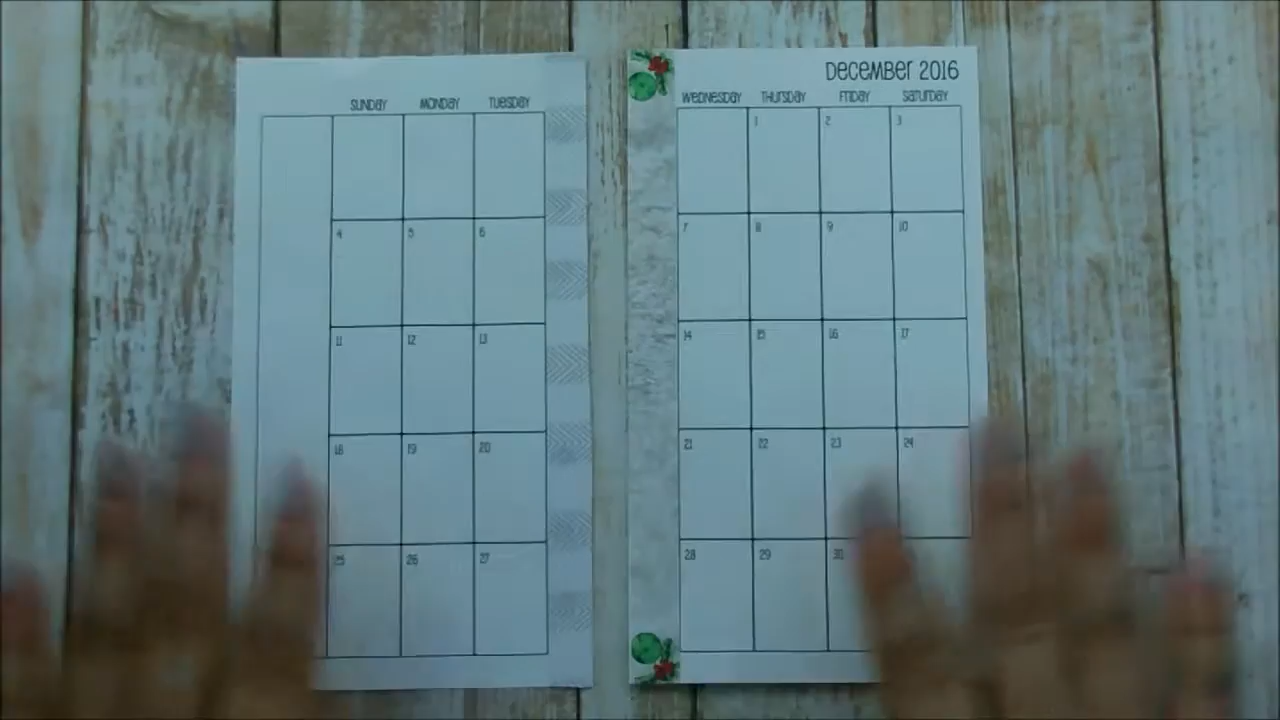 DECEMBER 2016
SUNDAY MONDAY TUESDAY WEDNESDAY THURSDAY FRIDAY SATURDAY
1 2 3
4 5 6 7 8 9 10
11 12 13 14 15 16 17
18 19 20 21 22 23 24
25 26 27 28 29 30